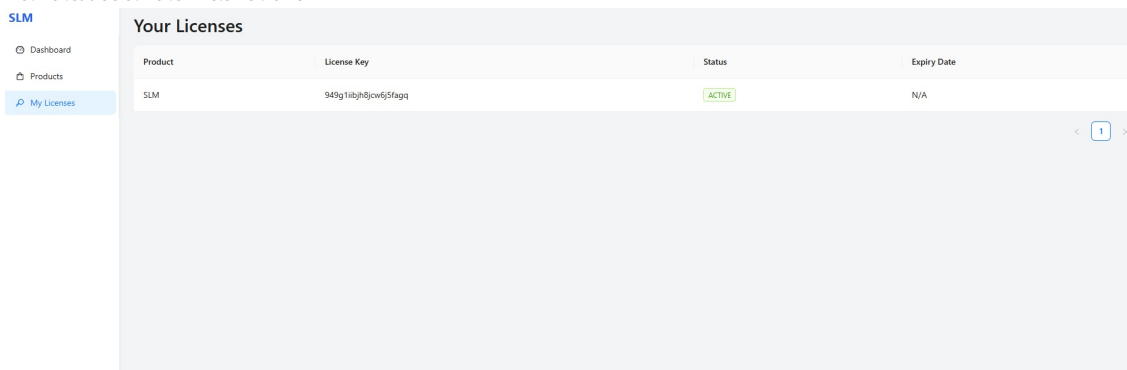 SLM
Your Licenses
Dashboard
Products
My Licenses
Product License Key Status Expiry Date
SLM 949g1iibjh8jcw6j5fagq ACTIVE N/A
< 1 >